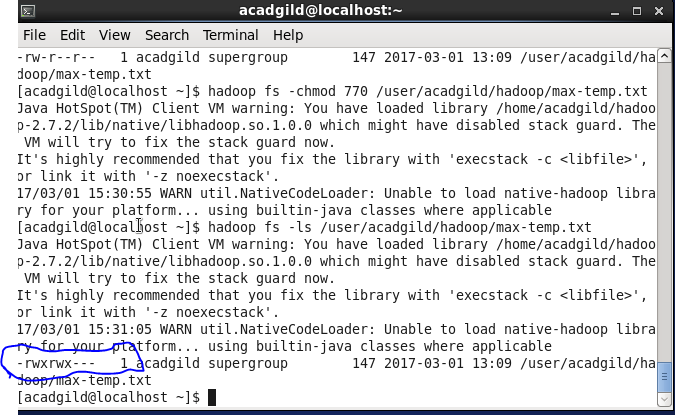 acadgild@localhost:~
File Edit View Search Terminal Help
-rw-r--r--   1 acadgild supergroup        147 2017-03-01 13:09 /user/acadgild/ha
doop/max-temp.txt
[acadgild@localhost ~]$ hadoop fs -chmod 770 /user/acadgild/hadoop/max-temp.txt
Java HotSpot(TM) Client VM warning: You have loaded library /home/acadgild/hadoo
p-2.7.2/lib/native/libhadoop.so.1.0.0 which might have disabled stack guard. The
 VM will try to fix the stack guard now.
It's highly recommended that you fix the library with 'execstack -c <libfile>',
or link it with '-z noexecstack'.
17/03/01 15:30:55 WARN util.NativeCodeLoader: Unable to load native-hadoop libra
ry for your platform... using builtin-java classes where applicable
[acadgild@localhost ~]$ hadoop fs -ls /user/acadgild/hadoop/max-temp.txt
Java HotSpot(TM) Client VM warning: You have loaded library /home/acadgild/hadoo
p-2.7.2/lib/native/libhadoop.so.1.0.0 which might have disabled stack guard. The
 VM will try to fix the stack guard now.
It's highly recommended that you fix the library with 'execstack -c <libfile>',
or link it with '-z noexecstack'.
17/03/01 15:31:05 WARN util.NativeCodeLoader: Unable to load native-hadoop libra
ry for your platform... using builtin-java classes where applicable
-rwxrwx---   1 acadgild supergroup        147 2017-03-01 13:09 /user/acadgild/ha
doop/max-temp.txt
[acadgild@localhost ~]$